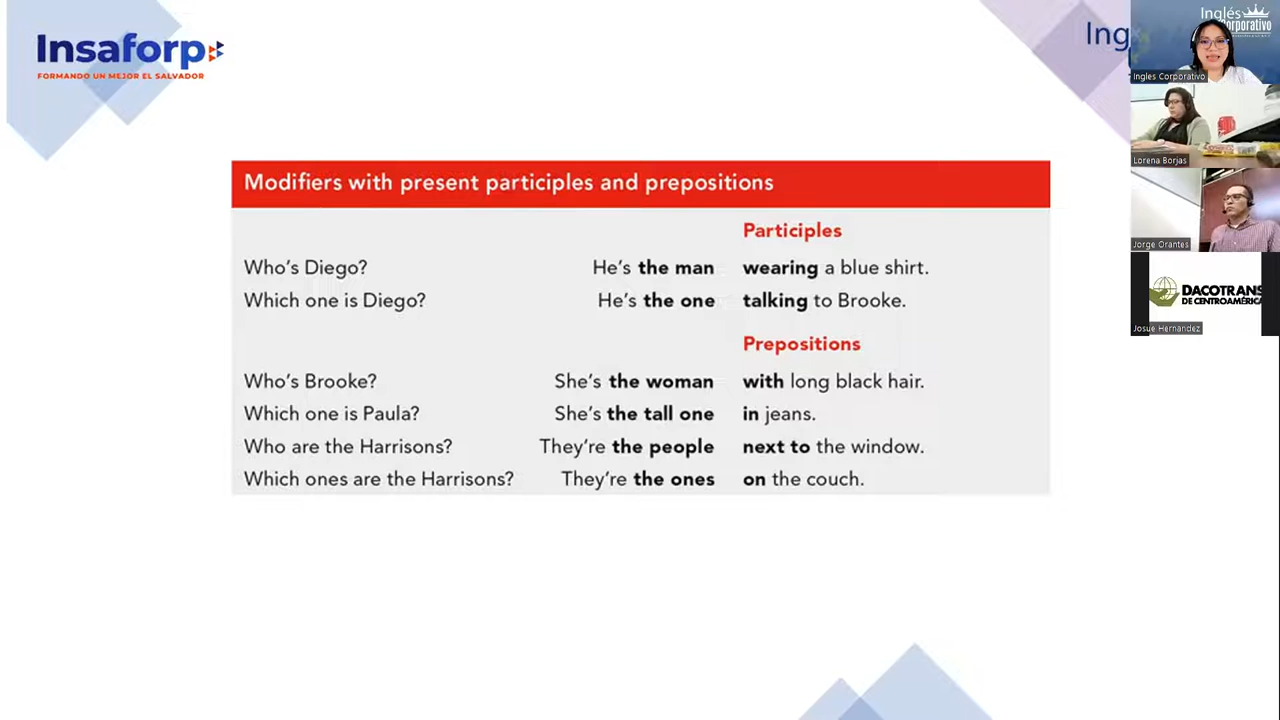 Insaforp
FORMANDO UN MEJOR EL SALVADOR
Ing
Inglés
Corporativo
Ingles Corporativo
Lorena Borjas
Jorge Orantes
DACOTRANS
DE CENTROAMÉRICA
Josue Hernandez
Modifiers with present participles and prepositions
Participles
Who's Diego? He's the man wearing a blue shirt.
Which one is Diego? He's the one talking to Brooke.
Prepositions
Who's Brooke? She's the woman with long black hair.
Which one is Paula? She's the tall one in jeans.
Who are the Harrisons? They're the people next to the window.
Which ones are the Harrisons? They're the ones on the couch.